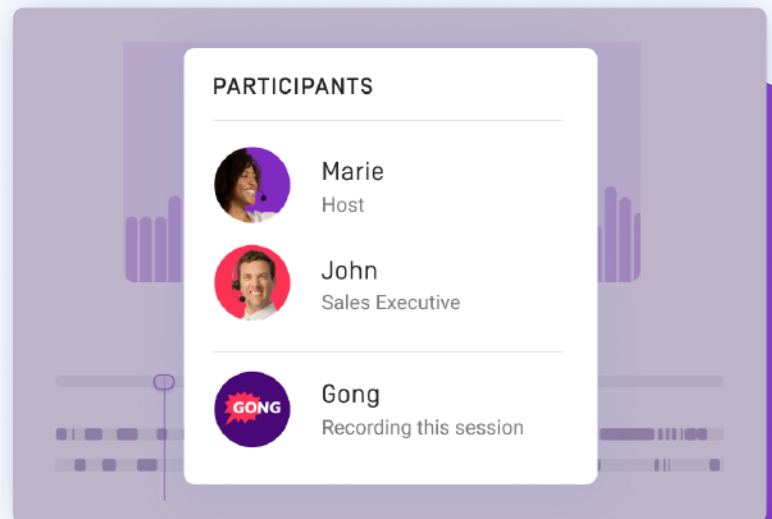 PARTICIPANTS
Marie
Host
John
Sales Executive
GONG
Gong
Recording this session